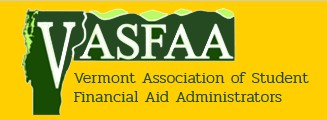 VASFAA
Vermont Association of Student
Financial Aid Administrators